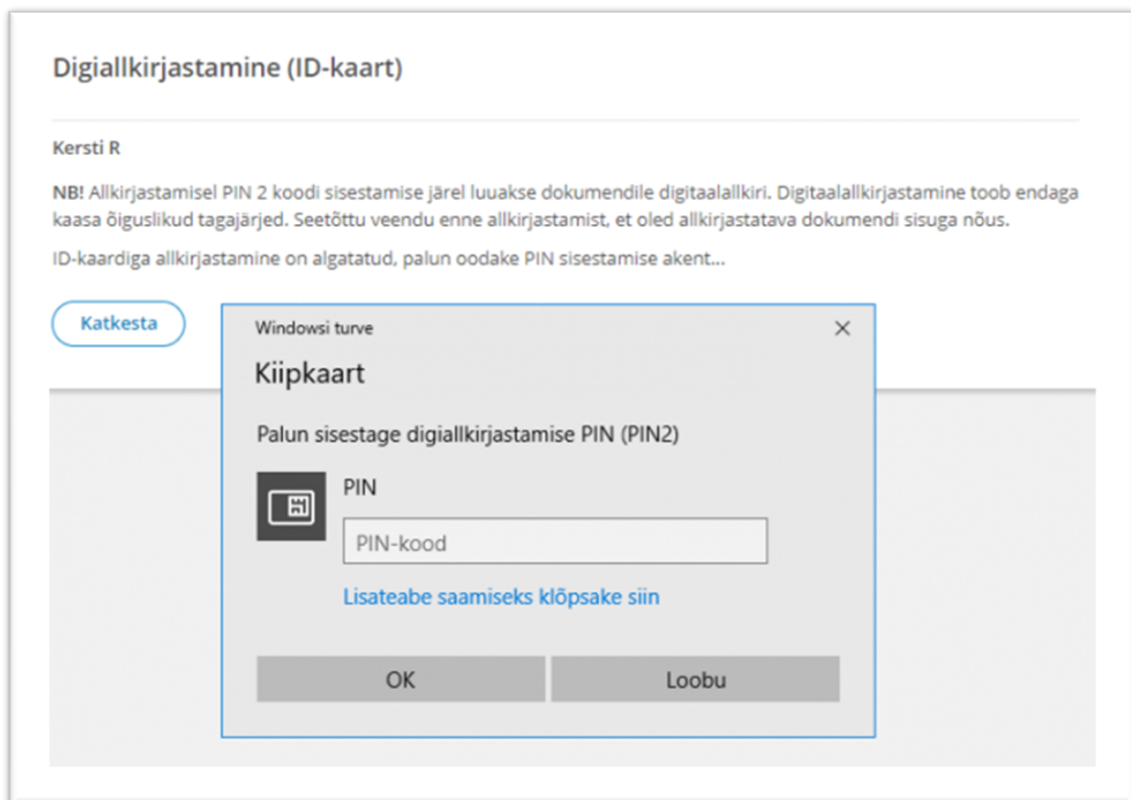 Digiallkirjastamine (ID-kaart)
Kersti R
NB! Allkirjastamisel PIN 2 koodi sisestamise järel luuakse dokumendile digitaalallkiri. Digitaalallkirjastamine toob endaga
kaasa õiguslikud tagajärjed. Seetõttu veendu enne allkirjastamist, et oled allkirjastatava dokumendi sisuga nõus.
ID-kaardiga allkirjastamine on algatatud, palun oodake PIN sisestamise akent...
Katkesta
Windowsi turve
Kiipkaart
Palun sisestage digiallkirjastamise PIN (PIN2)
PIN
PIN-kood
Lisateabe saamiseks klõpsake siin
OK
Loobu